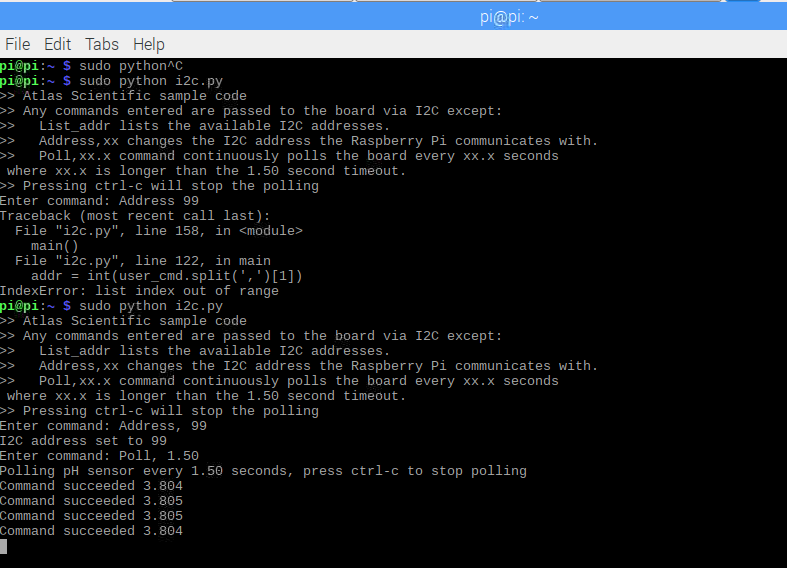 pi@pi: ~
File Edit Tabs Help
pi@pi:~ $ sudo python^C
pi@pi:~ $ sudo python i2c.py
>> Atlas Scientific sample code
>> Any commands entered are passed to the board via I2C except:
>>   List_addr lists the available I2C addresses.
>>   Address,xx changes the I2C address the Raspberry Pi communicates with.
>>   Poll,xx.x command continuously polls the board every xx.x seconds
 where xx.x is longer than the 1.50 second timeout.
>> Pressing ctrl-c will stop the polling
Enter command: Address 99
Traceback (most recent call last):
  File "i2c.py", line 158, in <module>
    main()
  File "i2c.py", line 122, in main
    addr = int(user_cmd.split(',')[1])
IndexError: list index out of range
pi@pi:~ $ sudo python i2c.py
>> Atlas Scientific sample code
>> Any commands entered are passed to the board via I2C except:
>>   List_addr lists the available I2C addresses.
>>   Address,xx changes the I2C address the Raspberry Pi communicates with.
>>   Poll,xx.x command continuously polls the board every xx.x seconds
 where xx.x is longer than the 1.50 second timeout.
>> Pressing ctrl-c will stop the polling
Enter command: Address, 99
I2C address set to 99
Enter command: Poll, 1.50
Polling pH sensor every 1.50 seconds, press ctrl-c to stop polling
Command succeeded 3.804
Command succeeded 3.805
Command succeeded 3.805
Command succeeded 3.804